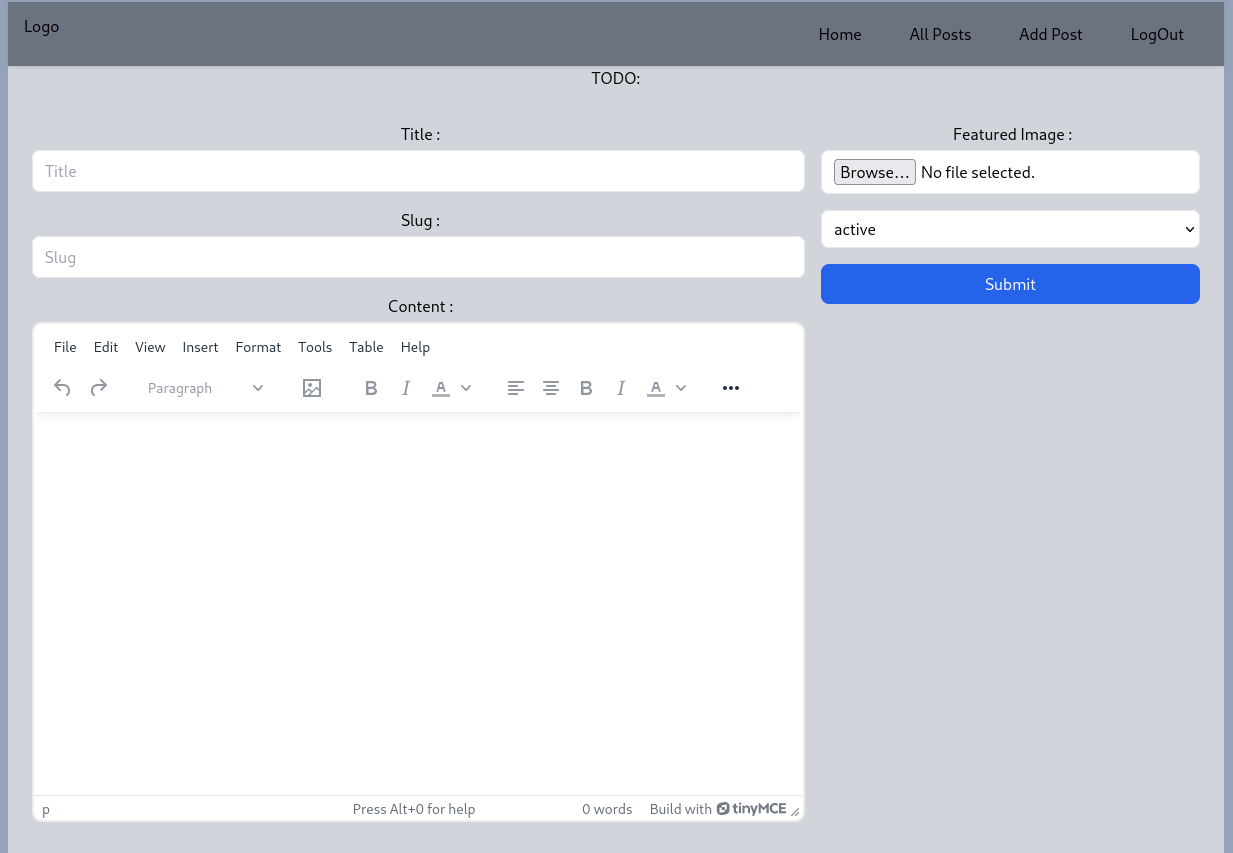 Logo
Home All Posts Add Post LogOut
TODO:
Title :
Title
Slug :
Slug
Content :
File Edit View Insert Format Tools Table Help
Paragraph B I A B I A
p Press Alt+0 for help 0 words Build with tinyMCE
Featured Image :
Browse… No file selected.
active
Submit